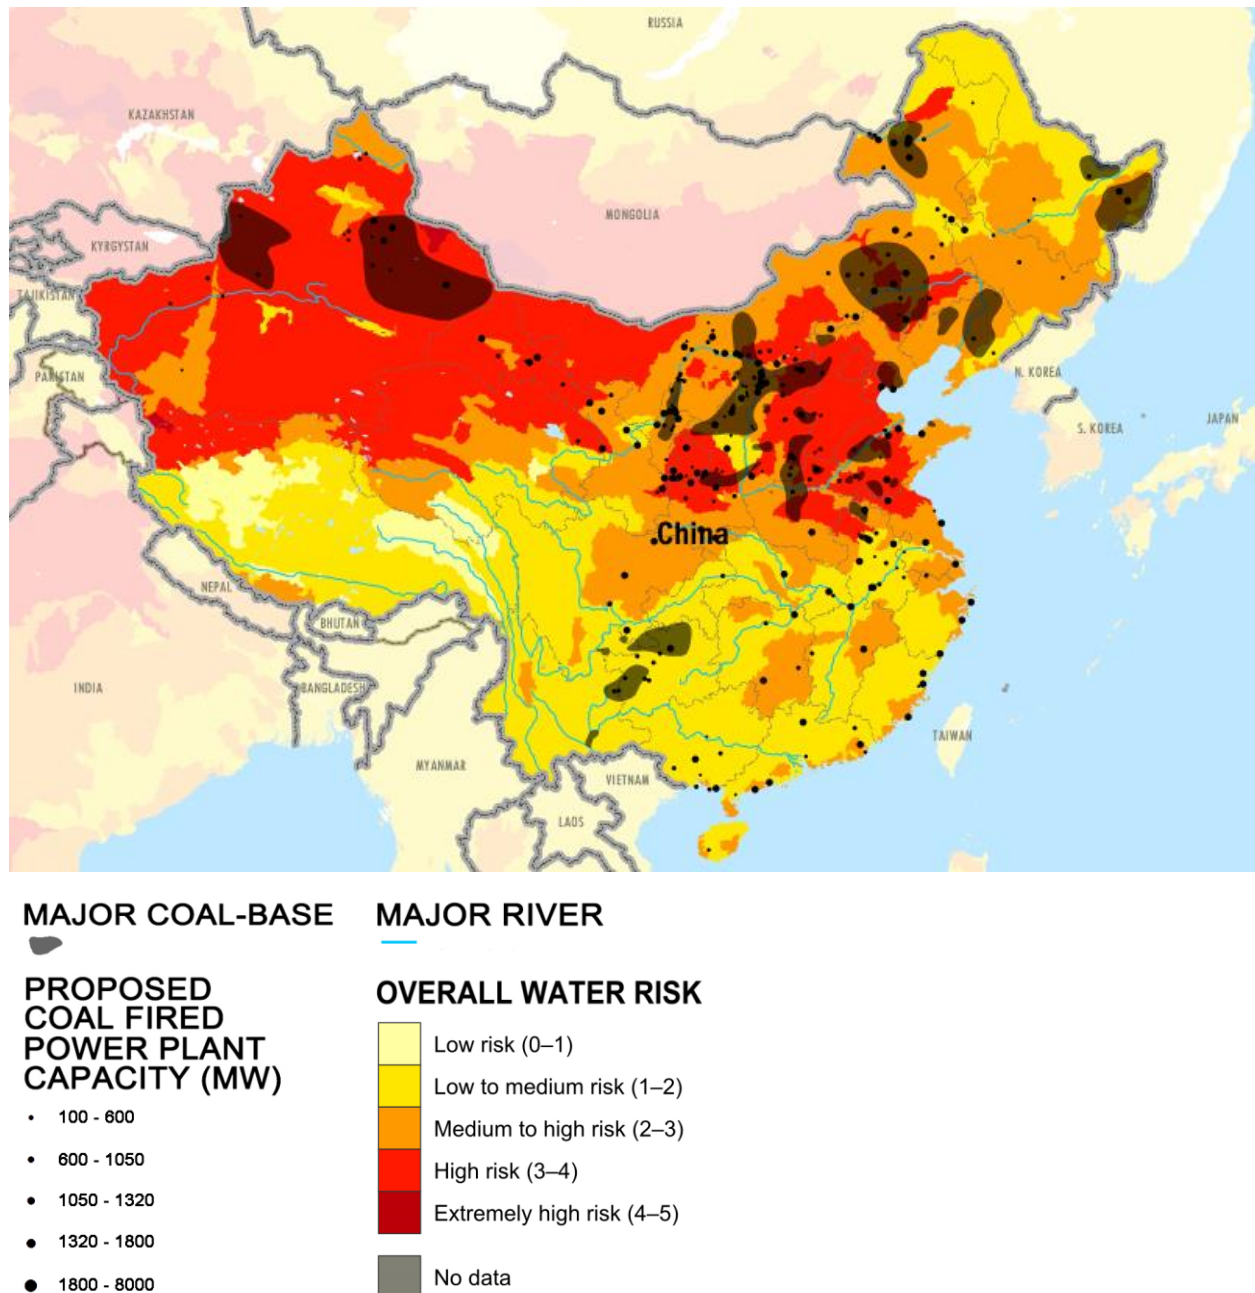 RUSSIA
KAZAKHSTAN
MONGOLIA
KYRGYSTAN
TAJIKISTAN
PAKISTAN
N. KOREA
S. KOREA
JAPAN
China
NEPAL
BHUTAN
INDIA
BANGLADESH
TAIWAN
MYANMAR
VIETNAM
LAOS
MAJOR COAL-BASE
MAJOR RIVER
PROPOSED
COAL FIRED
POWER PLANT
CAPACITY (MW)
100 - 600
600 - 1050
1050 - 1320
1320 - 1800
1800 - 8000
OVERALL WATER RISK
Low risk (0–1)
Low to medium risk (1–2)
Medium to high risk (2–3)
High risk (3–4)
Extremely high risk (4–5)
No data